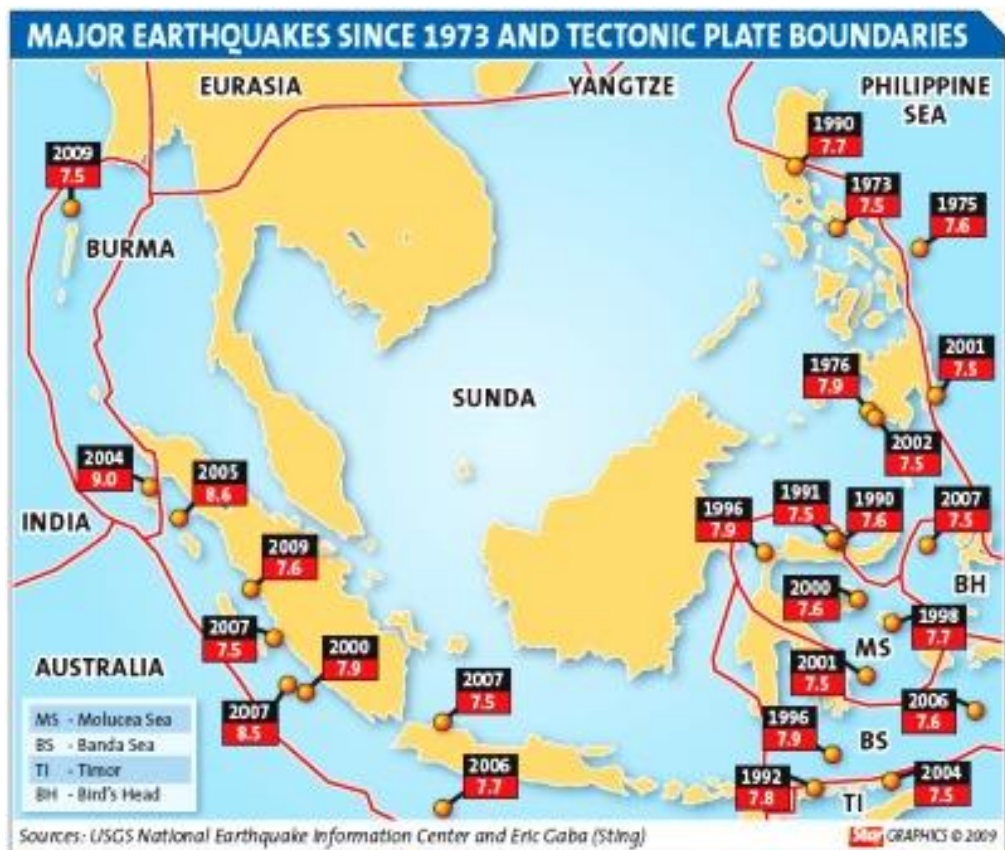 MAJOR EARTHQUAKES SINCE 1973 AND TECTONIC PLATE BOUNDARIES
EURASIA
YANGTZE
PHILIPPINE
SEA
1990
7.7
2009
7.5
1973
7.5
1975
7.6
BURMA
2001
7.5
1976
7.9
SUNDA
2002
7.5
2004
9.0
2005
8.6
INDIA
1996
7.9
1991
7.5
1990
7.6
2007
7.5
2009
7.6
BH
2000
7.6
1998
7.7
2007
7.5
2000
7.9
MS
AUSTRALIA
2001
7.5
2007
7.5
2006
7.6
2007
8.5
1996
7.9
BS
MS - Molucea Sea
BS - Banda Sea
TI - Timor
BH - Bird's Head
2006
7.7
1992
7.8
2004
7.5
TI
Sources: USGS National Earthquake Information Center and Eric Gaba (Sting)
Star GRAPHICS © 2009